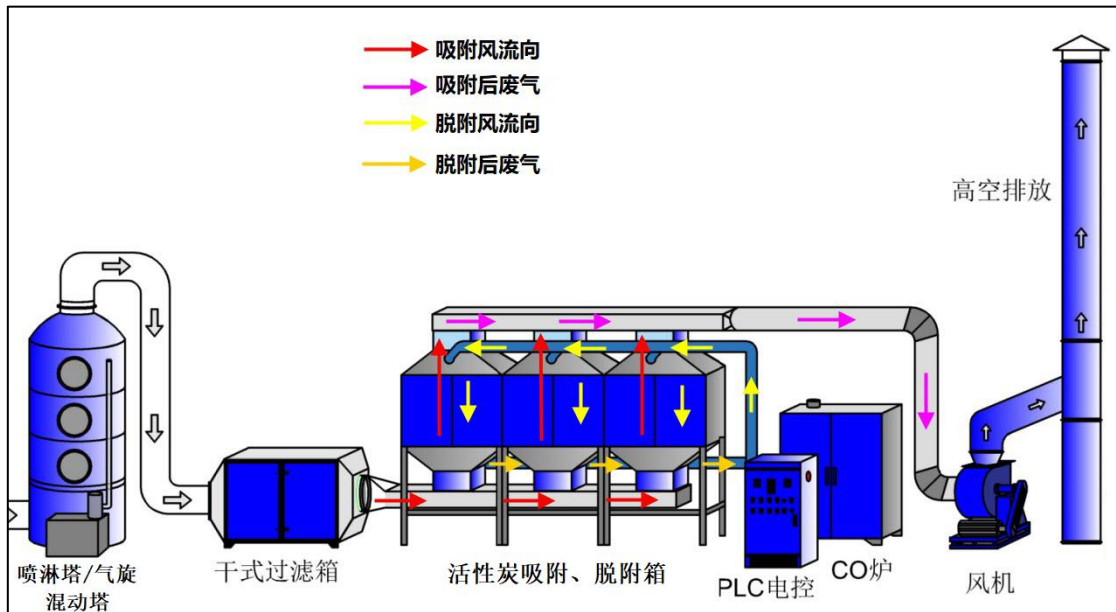 吸附风流向
吸附后废气
脱附风流向
脱附后废气
高空排放
喷淋塔/气旋
混动塔
干式过滤箱
活性炭吸附、脱附箱
PLC电控
CO炉
风机